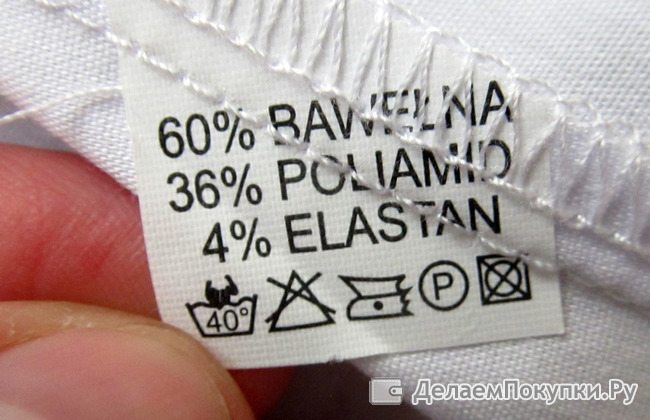 60% BAWEŁNA
36% POLIAMID
4% ELASTAN
40° P
ДелаемПокупки.Ру